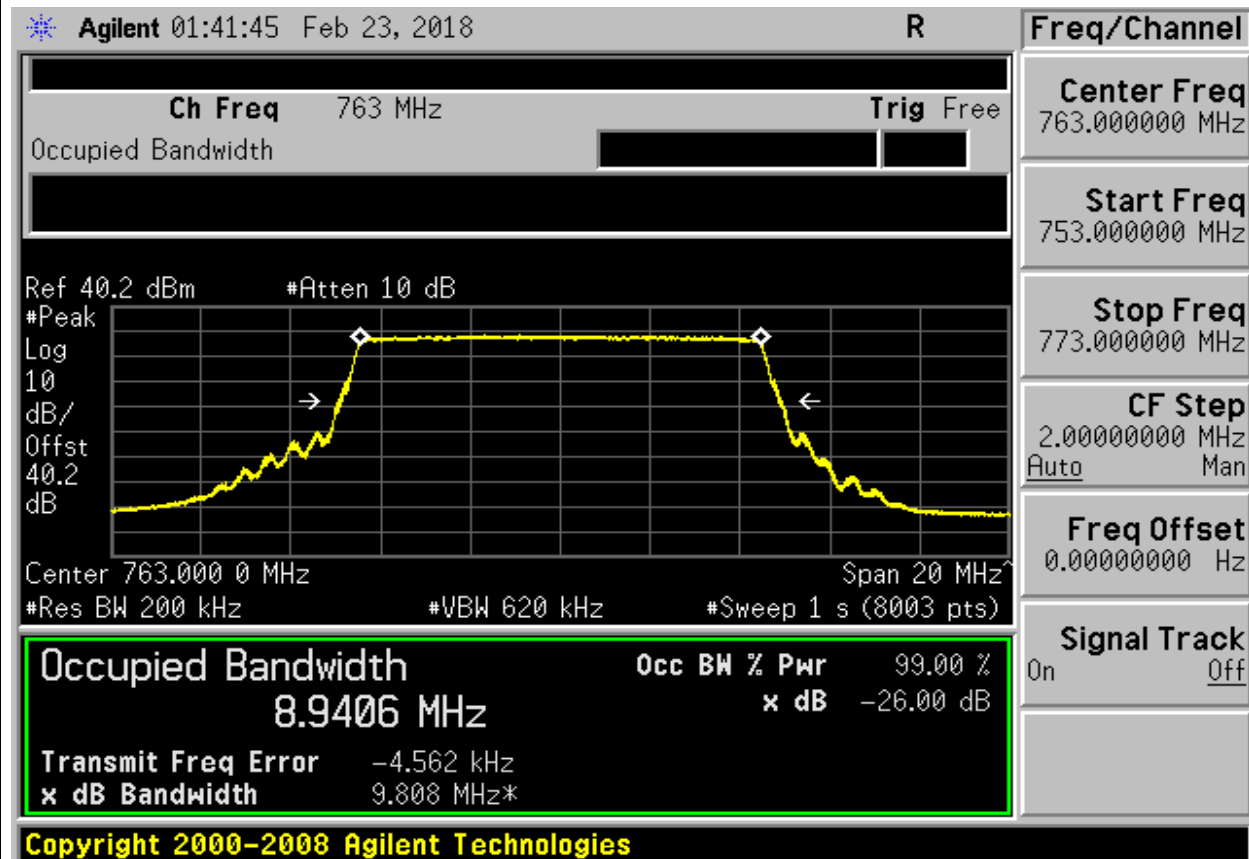 Agilent 01:41:45 Feb 23, 2018 R
Ch Freq 763 MHz Trig Free
Occupied Bandwidth
Ref 40.2 dBm #Atten 10 dB
#Peak
Log
10
dB/
Offst
40.2
dB
Center 763.000 0 MHz Span 20 MHz^
#Res BW 200 kHz #VBW 620 kHz #Sweep 1 s (8003 pts)
Occupied Bandwidth Occ BW % Pwr 99.00 %
8.9406 MHz x dB -26.00 dB
Transmit Freq Error -4.562 kHz
x dB Bandwidth 9.808 MHz*
Copyright 2000-2008 Agilent Technologies
Freq/Channel
Center Freq
763.000000 MHz
Start Freq
753.000000 MHz
Stop Freq
773.000000 MHz
CF Step
2.00000000 MHz
Auto Man
Freq Offset
0.00000000 Hz
Signal Track
On Off